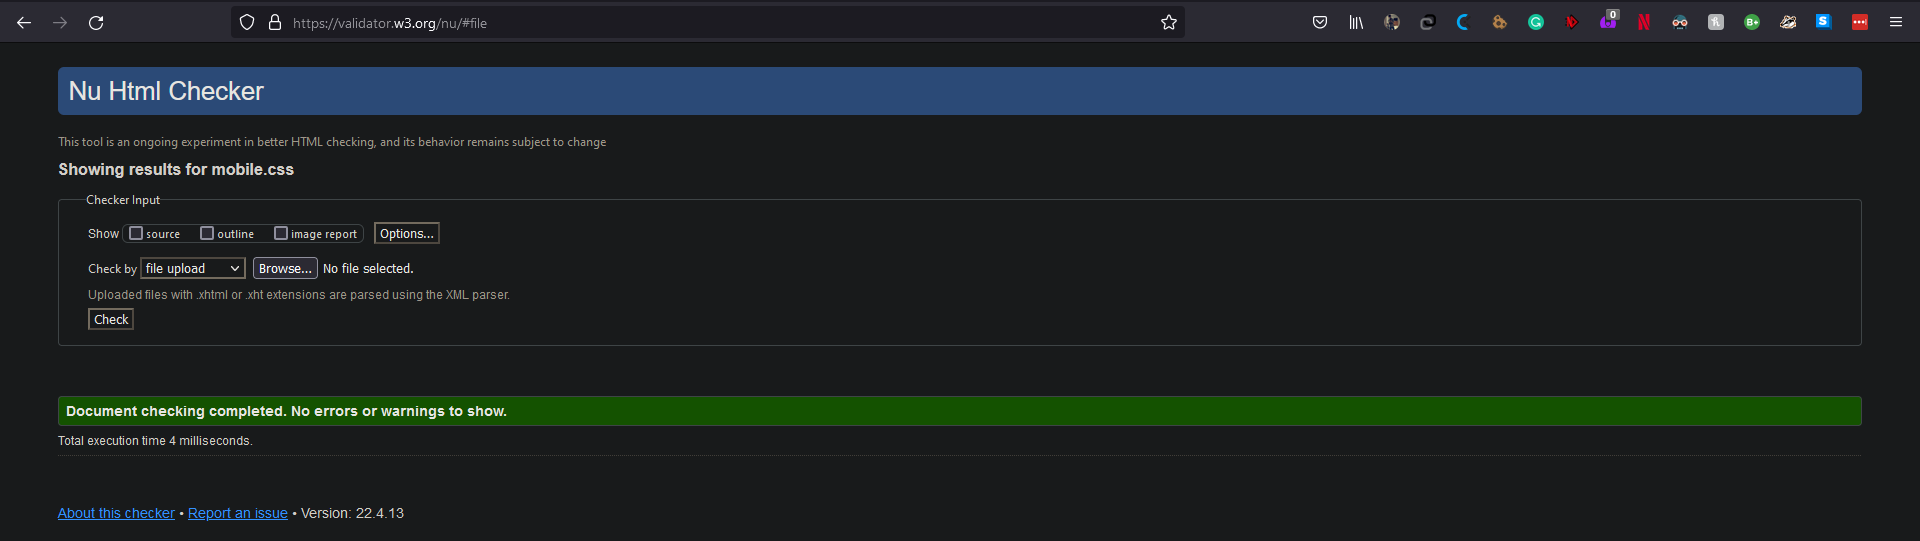 https://validator.w3.org/nu/#file
0
Nu Html Checker
This tool is an ongoing experiment in better HTML checking, and its behavior remains subject to change
Showing results for mobile.css
Checker Input
Show source outline image report Options...
Check by file upload Browse... No file selected.
Uploaded files with .xhtml or .xht extensions are parsed using the XML parser.
Check
Document checking completed. No errors or warnings to show.
Total execution time 4 milliseconds.
About this checker • Report an issue • Version: 22.4.13